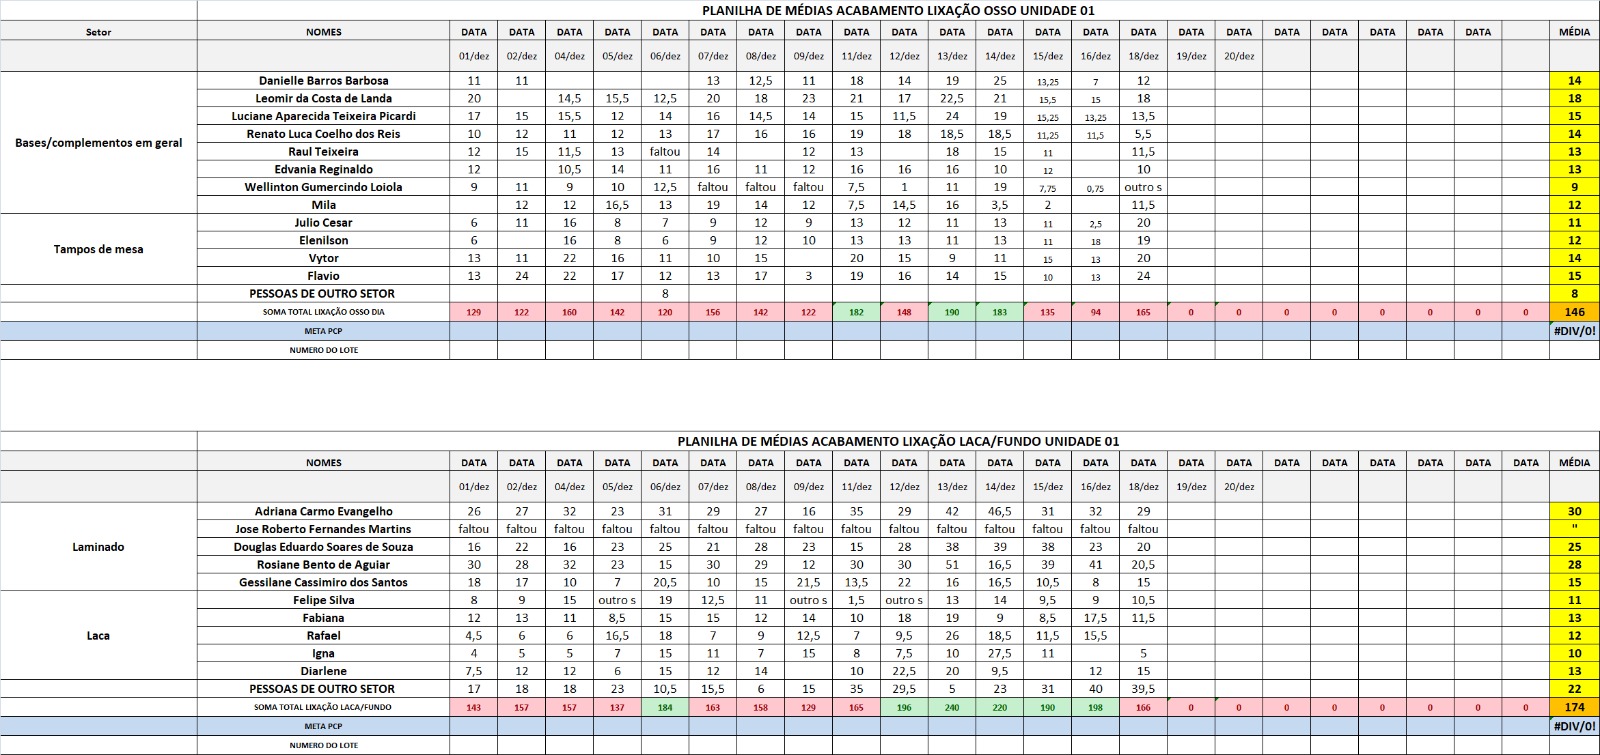 PLANILHA DE MÉDIAS ACABAMENTO LIXAÇÃO OSSO UNIDADE 01
Setor NOMES DATA DATA DATA DATA DATA DATA DATA DATA DATA DATA DATA DATA DATA DATA DATA DATA DATA DATA DATA DATA DATA DATA MÉDIA
01/dez 02/dez 04/dez 05/dez 06/dez 07/dez 08/dez 09/dez 11/dez 12/dez 13/dez 14/dez 15/dez 16/dez 18/dez 19/dez 20/dez
Bases/complementos em geral
Danielle Barros Barbosa 11 11 13 12,5 11 18 14 19 25 13,25 7 12 14
Leomir da Costa de Landa 20 14,5 15,5 12,5 20 18 23 21 17 22,5 21 15,5 15 18 18
Luciane Aparecida Teixeira Picardi 17 15 15,5 12 14 16 14,5 14 15 11,5 24 19 15,25 13,25 13,5 15
Renato Luca Coelho dos Reis 10 12 11 12 13 17 16 16 19 18 18,5 18,5 11,25 11,5 5,5 14
Raul Teixeira 12 15 11,5 13 faltou 14 12 13 18 15 11 11,5 13
Edvania Reginaldo 12 10,5 14 11 16 11 12 16 16 16 10 12 10 13
Wellinton Gumercindo Loiola 9 11 9 10 12,5 faltou faltou faltou 7,5 1 11 19 7,75 0,75 outro s 9
Mila 12 12 16,5 13 19 14 12 7,5 14,5 16 3,5 2 11,5 12
Tampos de mesa
Julio Cesar 6 11 16 8 7 9 12 9 13 12 11 13 11 2,5 20 11
Elenilson 6 16 8 6 9 12 10 13 13 11 13 11 18 19 12
Vytor 13 11 22 16 11 10 15 20 15 9 11 15 13 20 14
Flavio 13 24 22 17 12 13 17 3 19 16 14 15 10 13 24 15
PESSOAS DE OUTRO SETOR 8 8
SOMA TOTAL LIXAÇÃO OSSO DIA 129 122 160 142 120 156 142 122 182 148 190 183 135 94 165 0 0 0 0 0 0 0 0 146
META PCP #DIV/0!
NUMERO DO LOTE
PLANILHA DE MÉDIAS ACABAMENTO LIXAÇÃO LACA/FUNDO UNIDADE 01
NOMES DATA DATA DATA DATA DATA DATA DATA DATA DATA DATA DATA DATA DATA DATA DATA DATA DATA DATA DATA DATA DATA DATA DATA MÉDIA
01/dez 02/dez 04/dez 05/dez 06/dez 07/dez 08/dez 09/dez 11/dez 12/dez 13/dez 14/dez 15/dez 16/dez 18/dez 19/dez 20/dez
Laminado
Adriana Carmo Evangelho 26 27 32 23 31 29 27 16 35 29 42 46,5 31 32 29 30
Jose Roberto Fernandes Martins faltou faltou faltou faltou faltou faltou faltou faltou faltou faltou faltou faltou faltou faltou faltou "
Douglas Eduardo Soares de Souza 16 22 16 23 25 21 28 23 15 28 38 39 38 23 20 25
Rosiane Bento de Aguiar 30 28 32 23 15 30 29 12 30 30 51 16,5 39 41 20,5 28
Gessilane Cassimiro dos Santos 18 17 10 7 20,5 10 15 21,5 13,5 22 16 16,5 10,5 8 15 15
Laca
Felipe Silva 8 9 15 outro s 19 12,5 11 outro s 1,5 outro s 13 14 9,5 9 10,5 11
Fabiana 12 13 11 8,5 15 15 12 14 10 18 19 9 8,5 17,5 11,5 13
Rafael 4,5 6 6 16,5 18 7 9 12,5 7 9,5 26 18,5 11,5 15,5 12
Igna 4 5 5 7 15 11 7 15 8 7,5 10 27,5 11 5 10
Diarlene 7,5 12 12 6 15 12 14 10 22,5 20 9,5 12 15 13
PESSOAS DE OUTRO SETOR 17 18 18 23 10,5 15,5 6 15 35 29,5 5 23 31 40 39,5 22
SOMA TOTAL LIXAÇÃO LACA/FUNDO 143 157 157 137 184 163 158 129 165 196 240 220 190 198 166 0 0 0 0 0 0 0 0 174
META PCP #DIV/0!
NUMERO DO LOTE